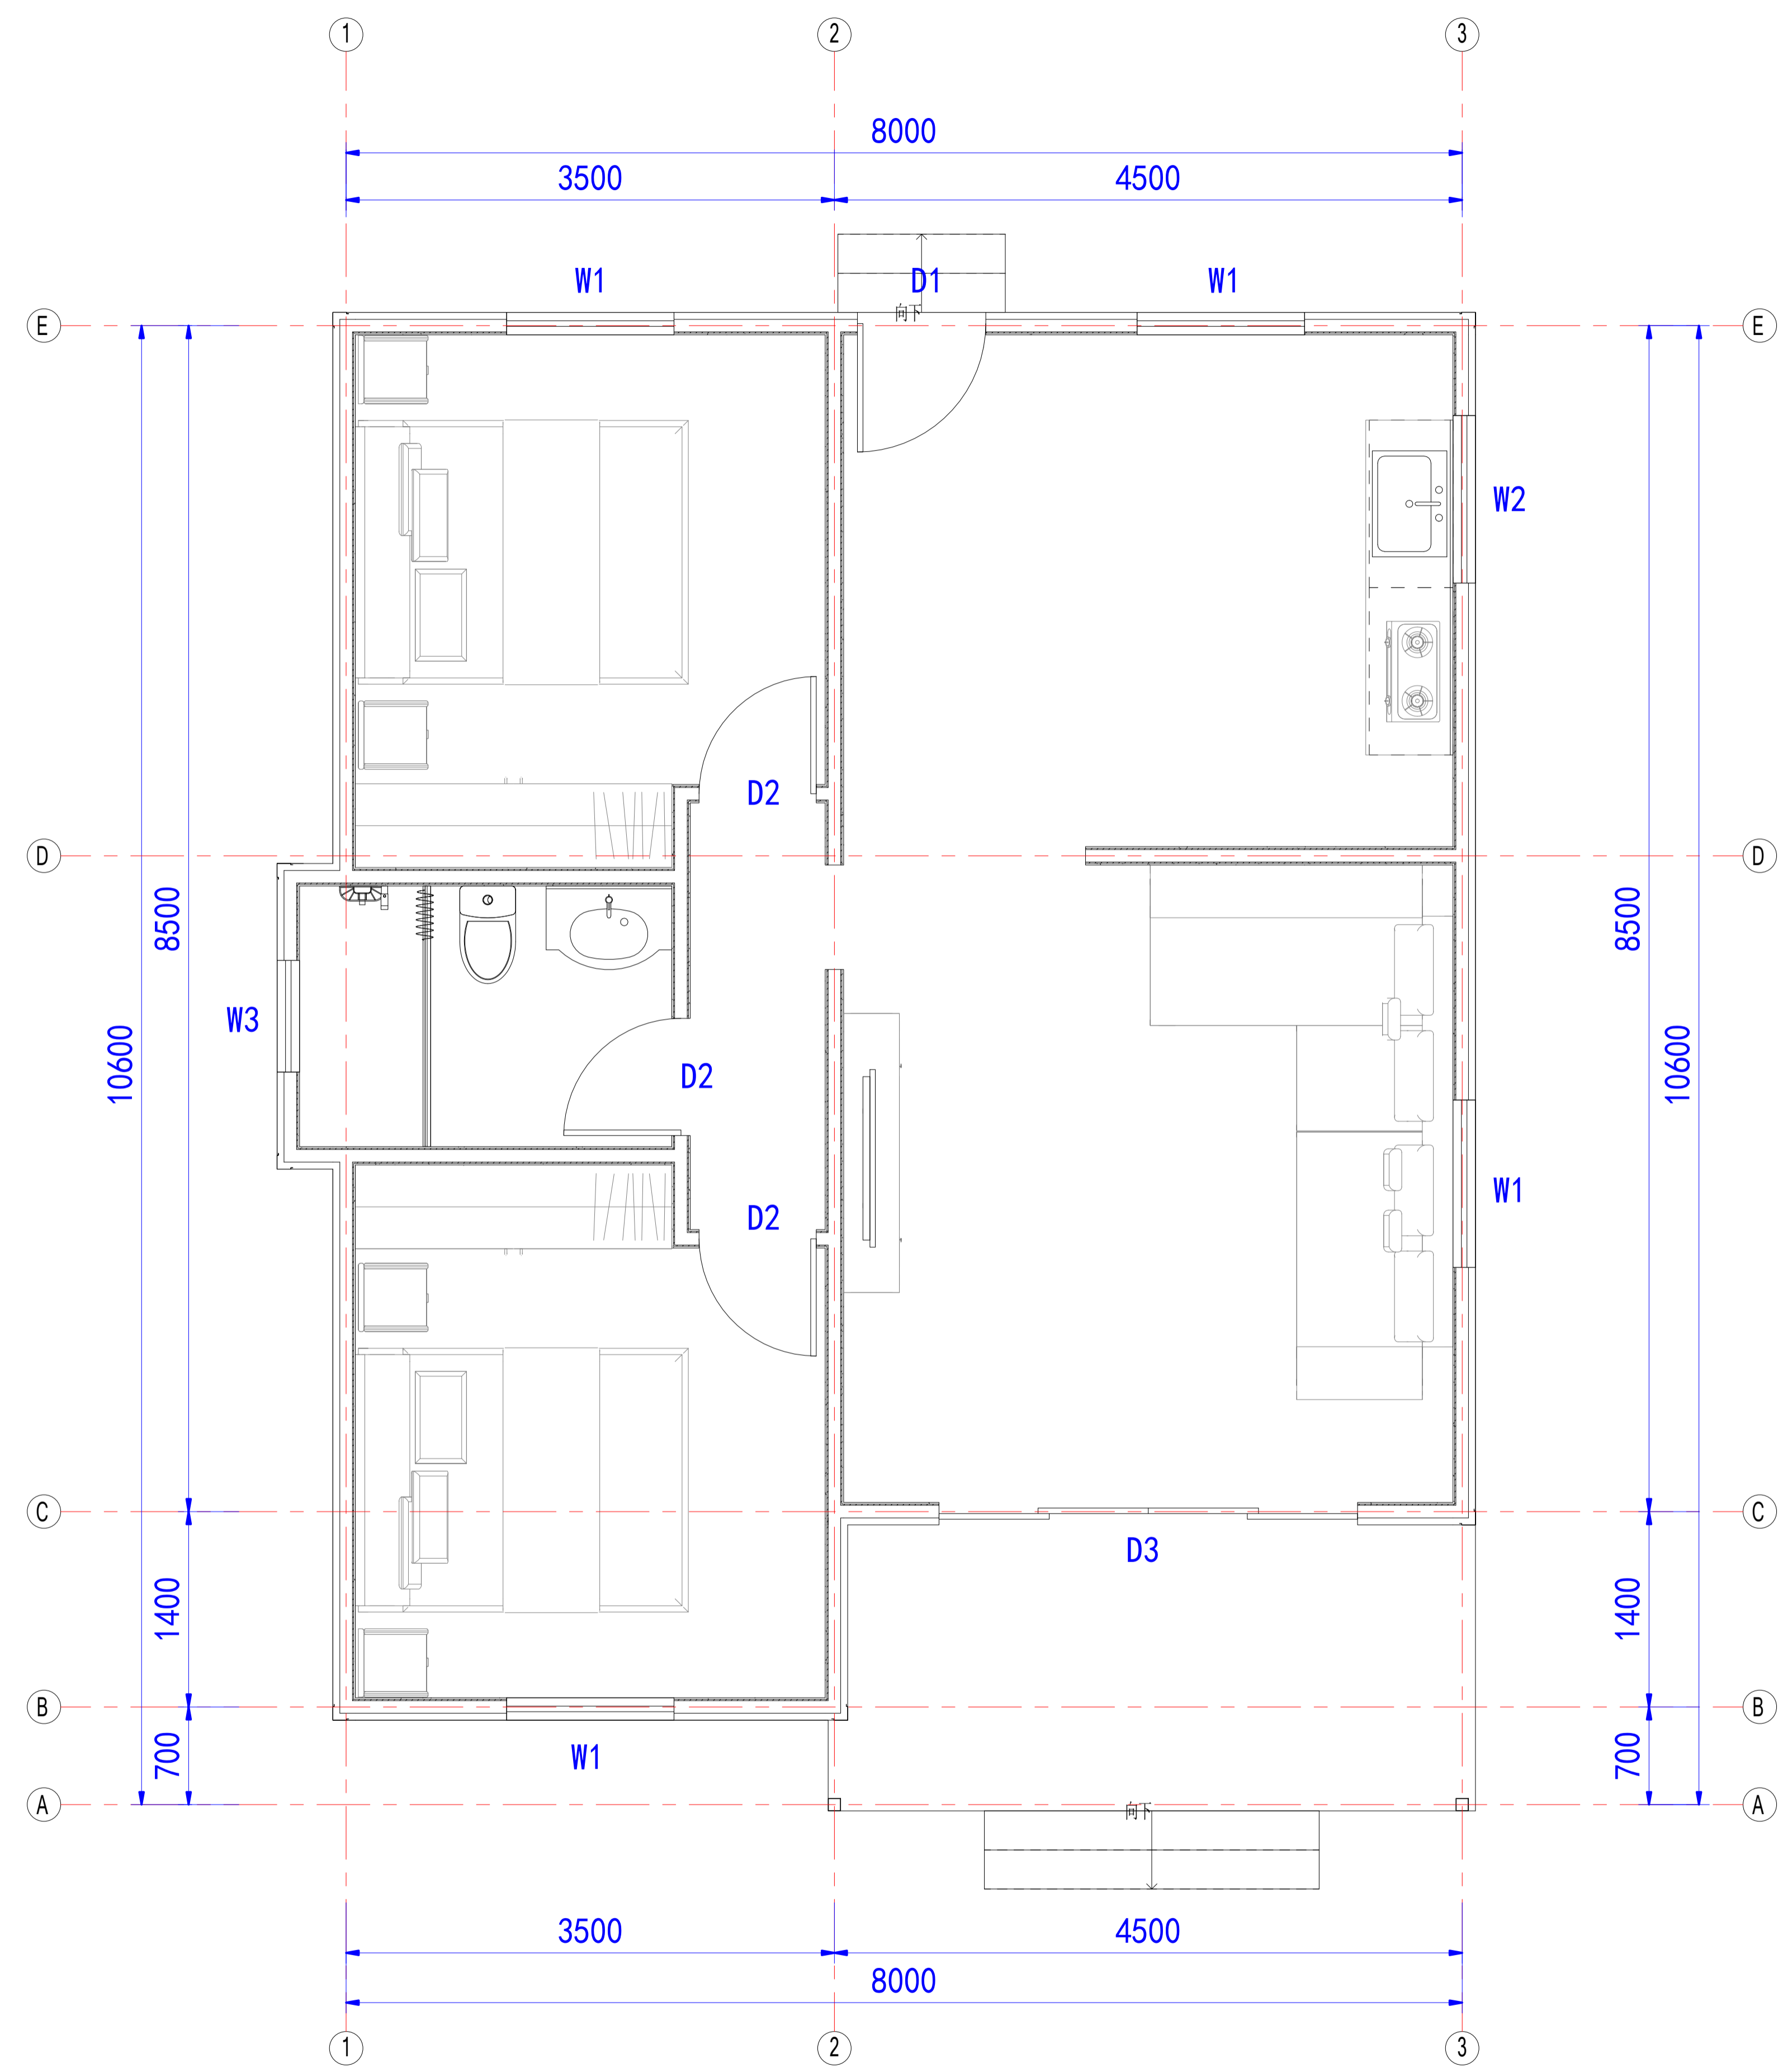 1 2 3
8000
3500 4500
W1 D1 W1
向下
E E
W2
D2
D D
8500 8500
W3
10600 10600
D2
W1
D2
C C
D3
1400 1400
B B
W1
700 700
A A
向下
3500 4500
8000
1 2 3